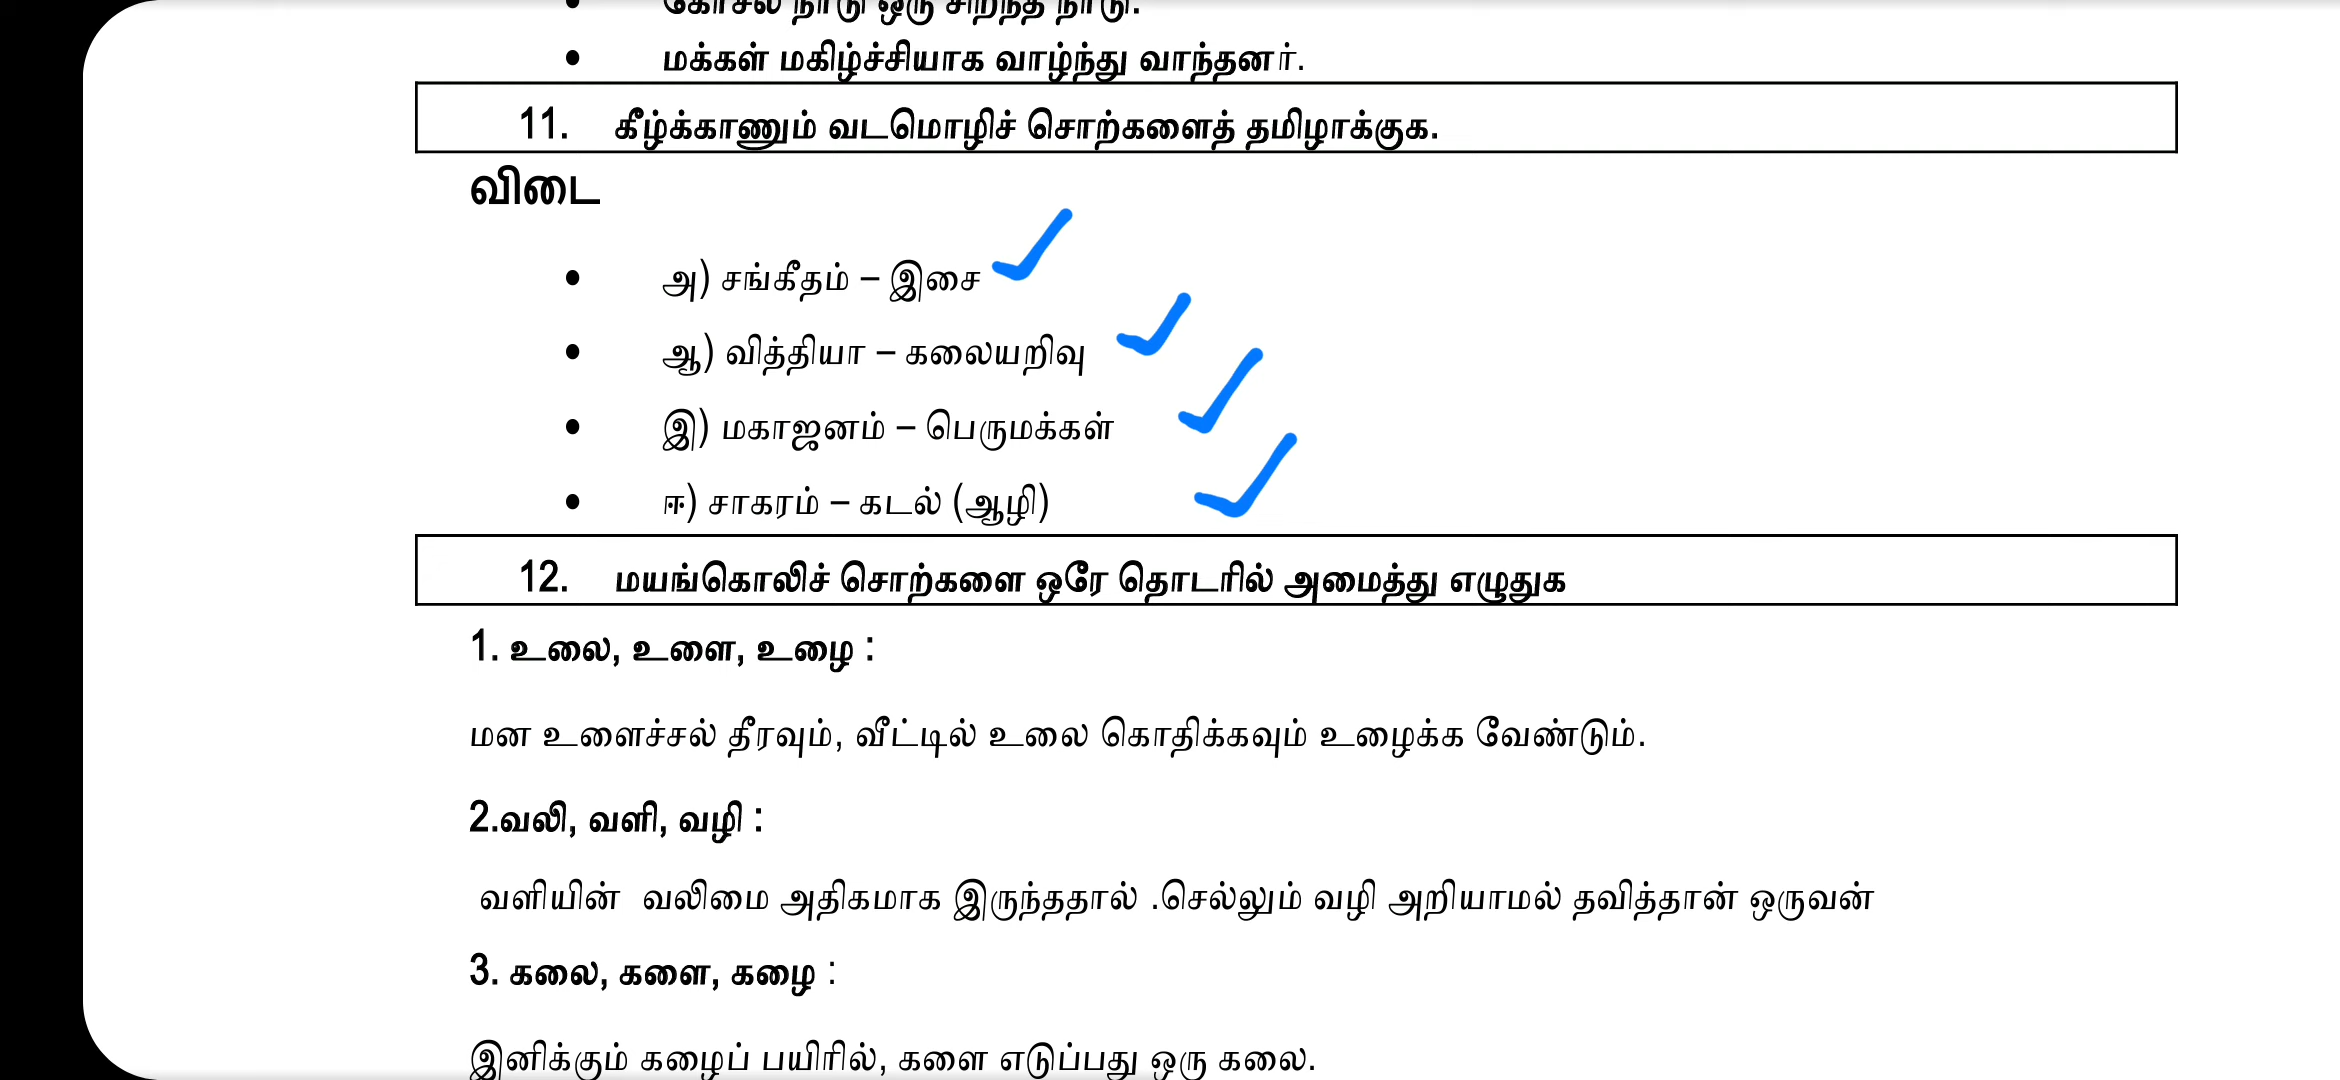 கோசல நாடு ஒரு சிறந்த நாடு.
மக்கள் மகிழ்ச்சியாக வாழ்ந்து வாந்தனர்.
11. கீழ்க்காணும் வடமொழிச் சொற்களைத் தமிழாக்குக.
விடை
அ) சங்கீதம் – இசை
ஆ) வித்தியா – கலையறிவு
இ) மகாஜனம் – பெருமக்கள்
ஈ) சாகரம் – கடல் (ஆழி)
12. மயங்கொலிச் சொற்களை ஒரே தொடரில் அமைத்து எழுதுக
1. உலை, உளை, உழை :
மன உளைச்சல் தீரவும், வீட்டில் உலை கொதிக்கவும் உழைக்க வேண்டும்.
2.வலி, வளி, வழி :
வளியின் வலிமை அதிகமாக இருந்ததால் .செல்லும் வழி அறியாமல் தவித்தான் ஒருவன்
3. கலை, களை, கழை :
இனிக்கும் கழைப் பயிரில், களை எடுப்பது ஒரு கலை.